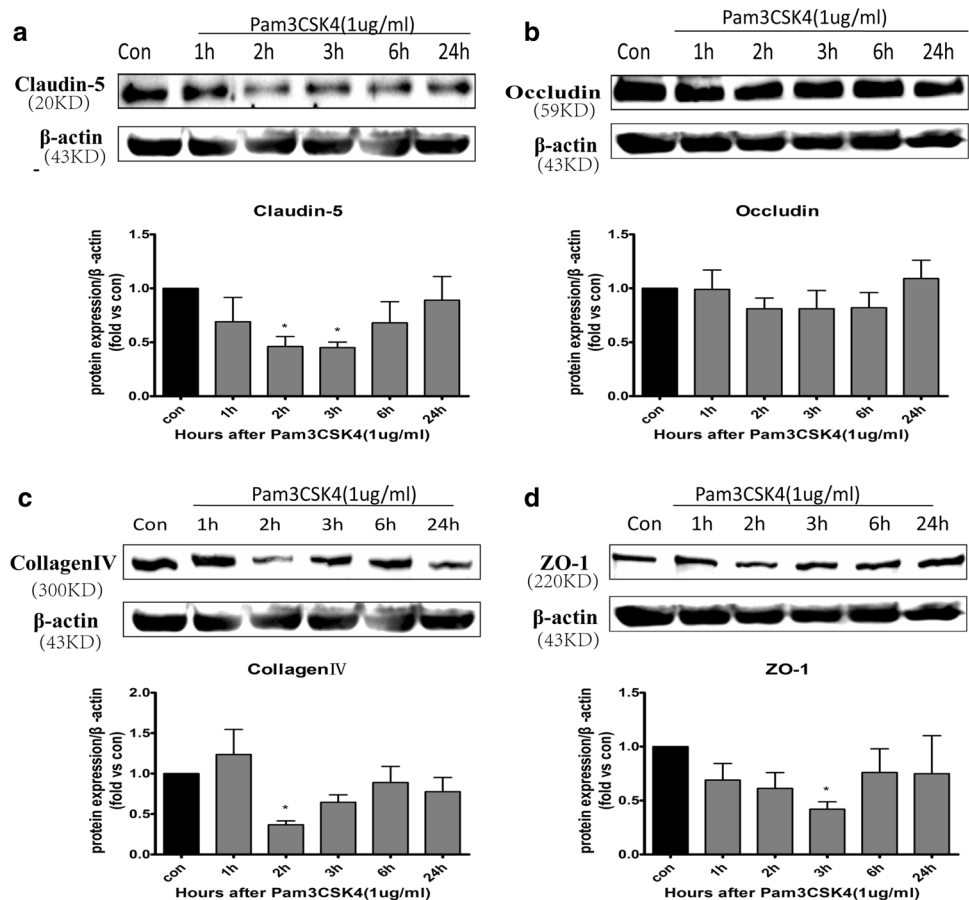 a
Pam3CSK4(1ug/ml)
Con 1h 2h 3h 6h 24h
Claudin-5
(20KD)
β-actin
(43KD)
-
Claudin-5
protein expression/β -actin
(fold vs con)
1.5
1.0
0.5
0.0
* *
con 1h 2h 3h 6h 24h
Hours after Pam3CSK4(1ug/ml)
b
Pam3CSK4(1ug/ml)
Con 1h 2h 3h 6h 24h
Occludin
(59KD)
β-actin
(43KD)
Occludin
protein expression/β -actin
(fold vs con)
1.5
1.0
0.5
0.0
con 1h 2h 3h 6h 24h
Hours after Pam3CSK4(1ug/ml)
c
Pam3CSK4(1ug/ml)
Con 1h 2h 3h 6h 24h
CollagenIV
(300KD)
β-actin
(43KD)
CollagenⅣ
protein expression/β -actin
(fold vs con)
2.0
1.5
1.0
0.5
0.0
*
con 1h 2h 3h 6h 24h
Hours after Pam3CSK4(1ug/ml)
d
Pam3CSK4(1ug/ml)
Con 1h 2h 3h 6h 24h
ZO-1
(220KD)
β-actin
(43KD)
ZO-1
protein expression/β -actin
(fold vs con)
1.5
1.0
0.5
0.0
*
con 1h 2h 3h 6h 24h
Hours after Pam3CSK4(1ug/ml)